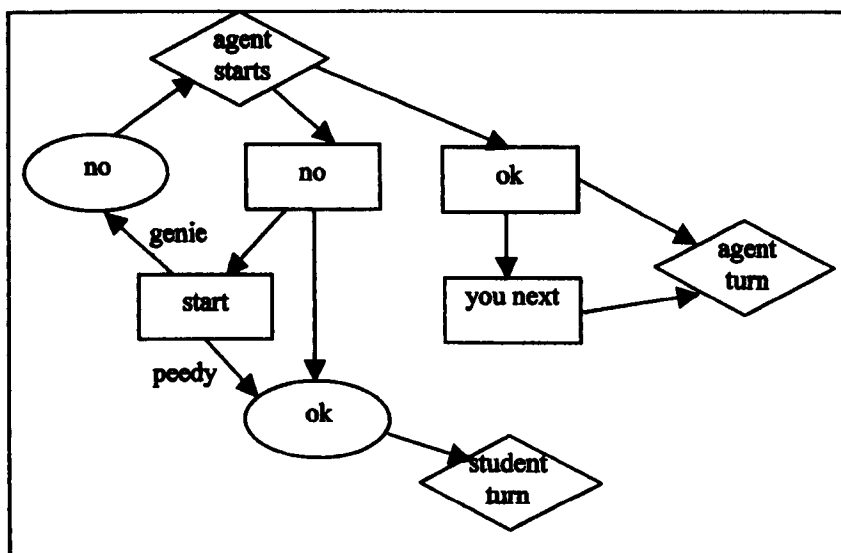 agent
starts
no
no
ok
genie
agent
turn
start
you next
peedy
ok
student
turn